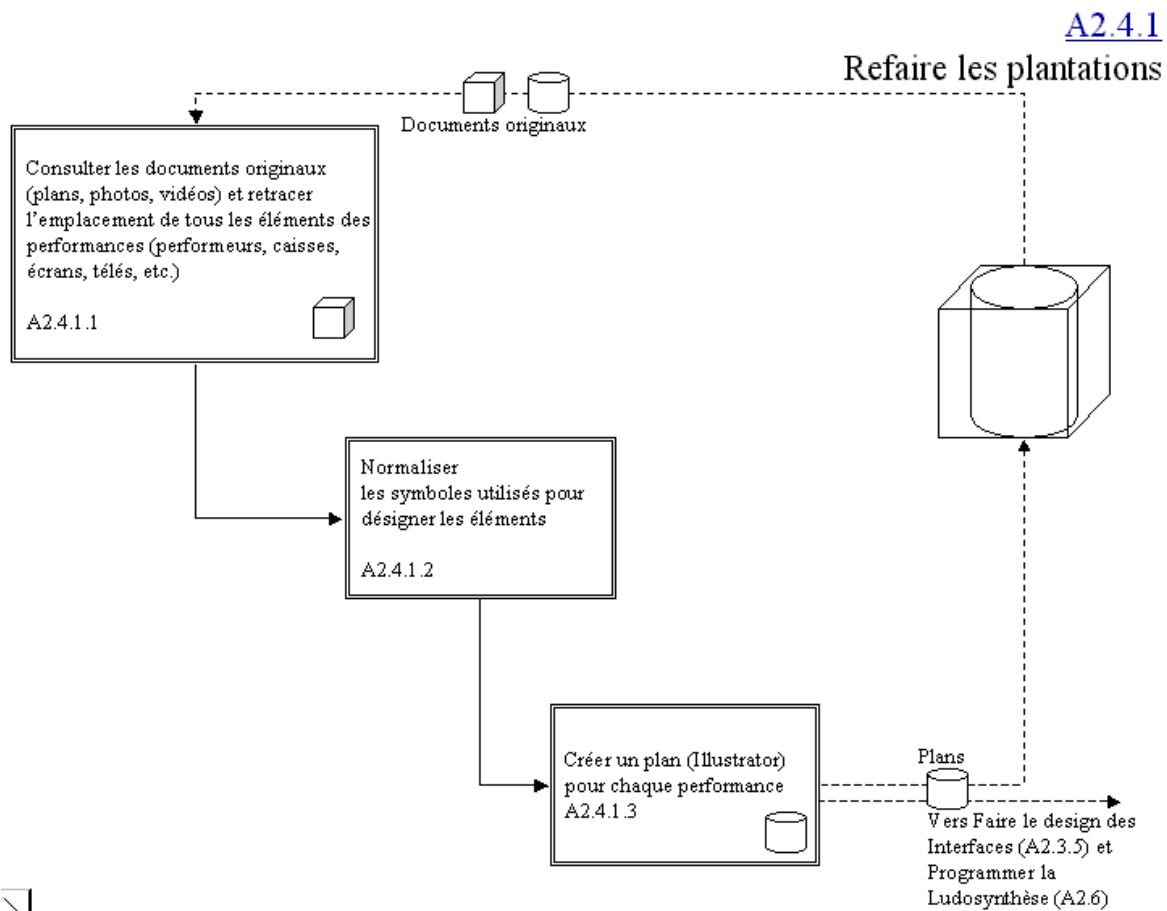 A2.4.1
Refaire les plantations
Documents originaux
Consulter les documents originaux
(plans, photos, vidéos) et retracer
l'emplacement de tous les éléments des
performances (performeurs, caisses,
écrans, télés, etc.)
A2.4.1.1
Normaliser
les symboles utilisés pour
désigner les éléments
A2.4.1.2
Créer un plan (Illustrator)
pour chaque performance
A2.4.1.3
Plans
Vers Faire le design des
Interfaces (A2.3.5) et
Programmer la
Ludosynthèse (A2.6)